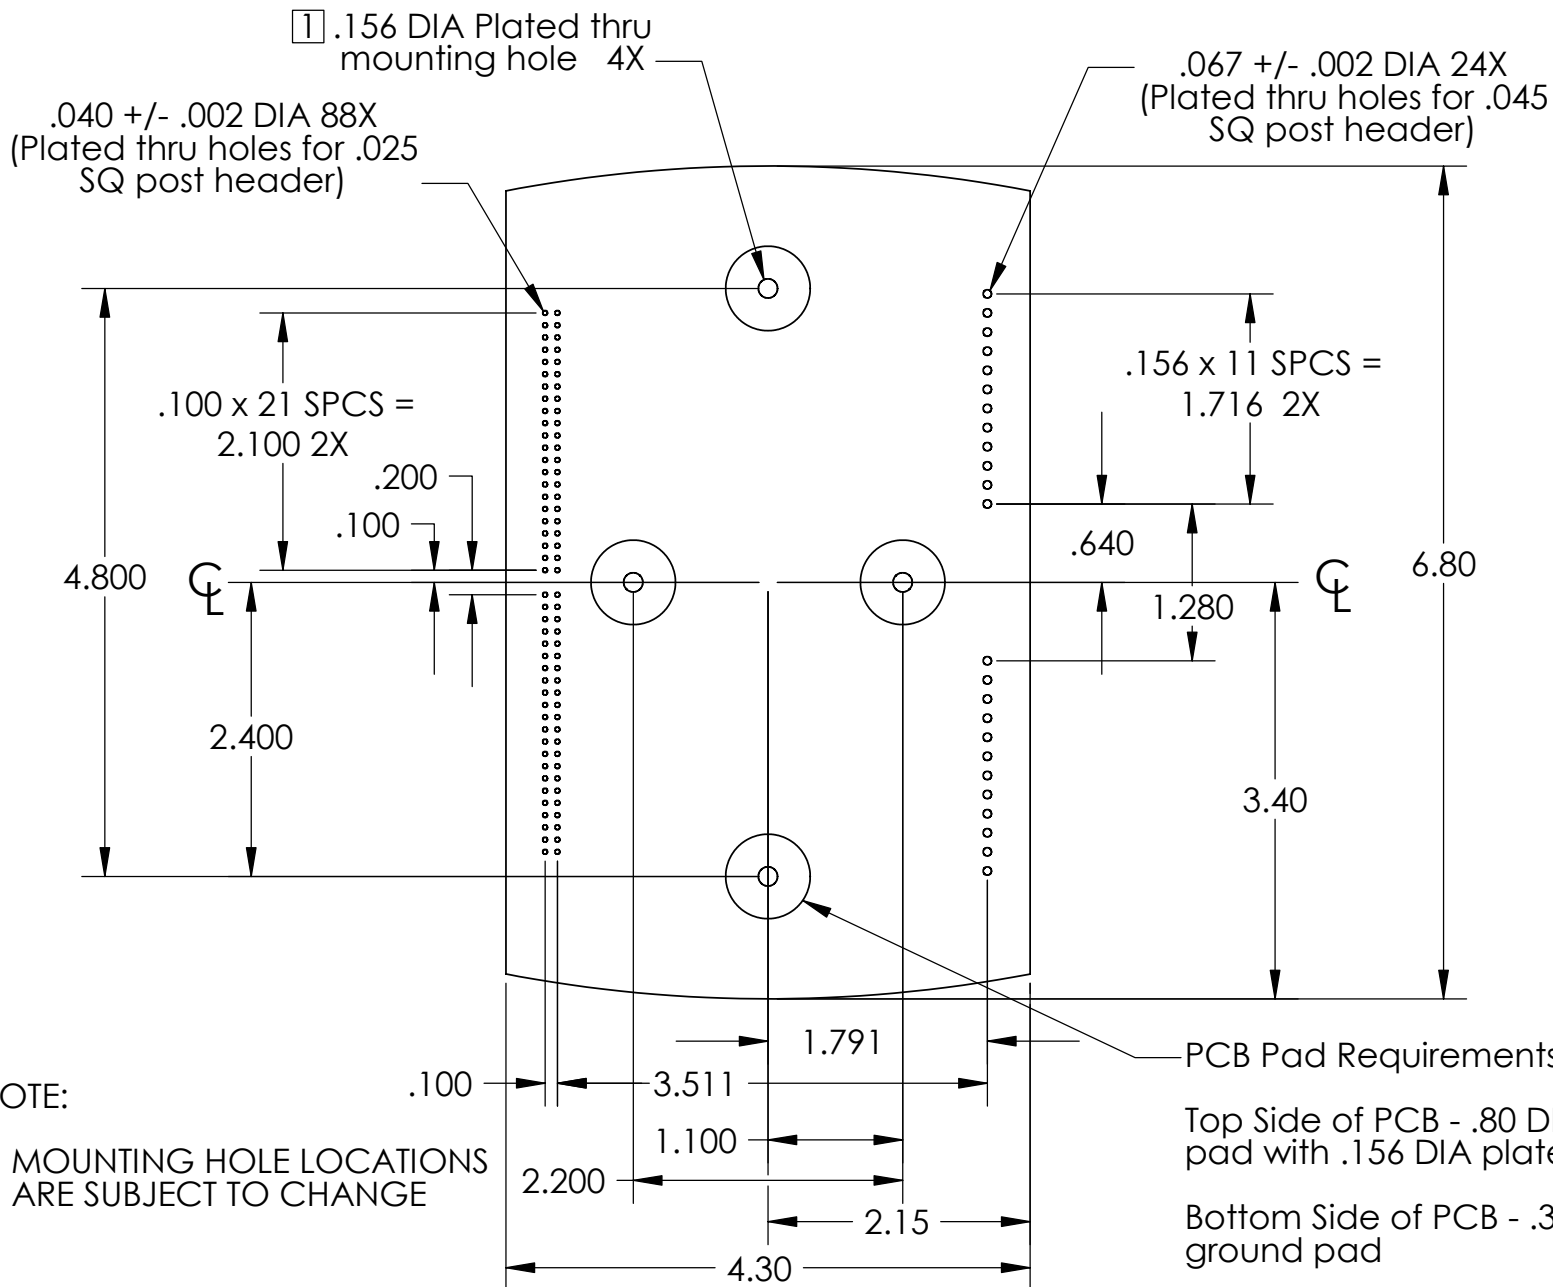 1 .156 DIA Plated thru
mounting hole 4X
.067 +/- .002 DIA 24X
(Plated thru holes for .045
SQ post header)
.040 +/- .002 DIA 88X
(Plated thru holes for .025
SQ post header)
.100 x 21 SPCS =
2.100 2X
.156 x 11 SPCS =
1.716 2X
.200
.100
.640
4.800
6.80
1.280
2.400
3.40
1.791
.100
3.511
1.100
2.200
2.15
4.30
OTE:
MOUNTING HOLE LOCATIONS
ARE SUBJECT TO CHANGE
PCB Pad Requirements
Top Side of PCB - .80 D
pad with .156 DIA plate
Bottom Side of PCB - .3
ground pad